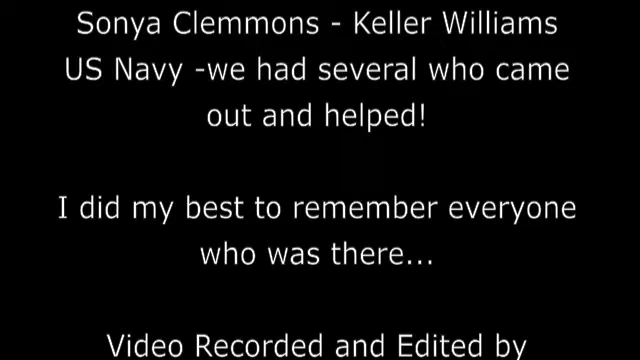 Sonya Clemmons - Keller Williams
US Navy -we had several who came
out and helped!
I did my best to remember everyone
who was there...
Video Recorded and Edited by